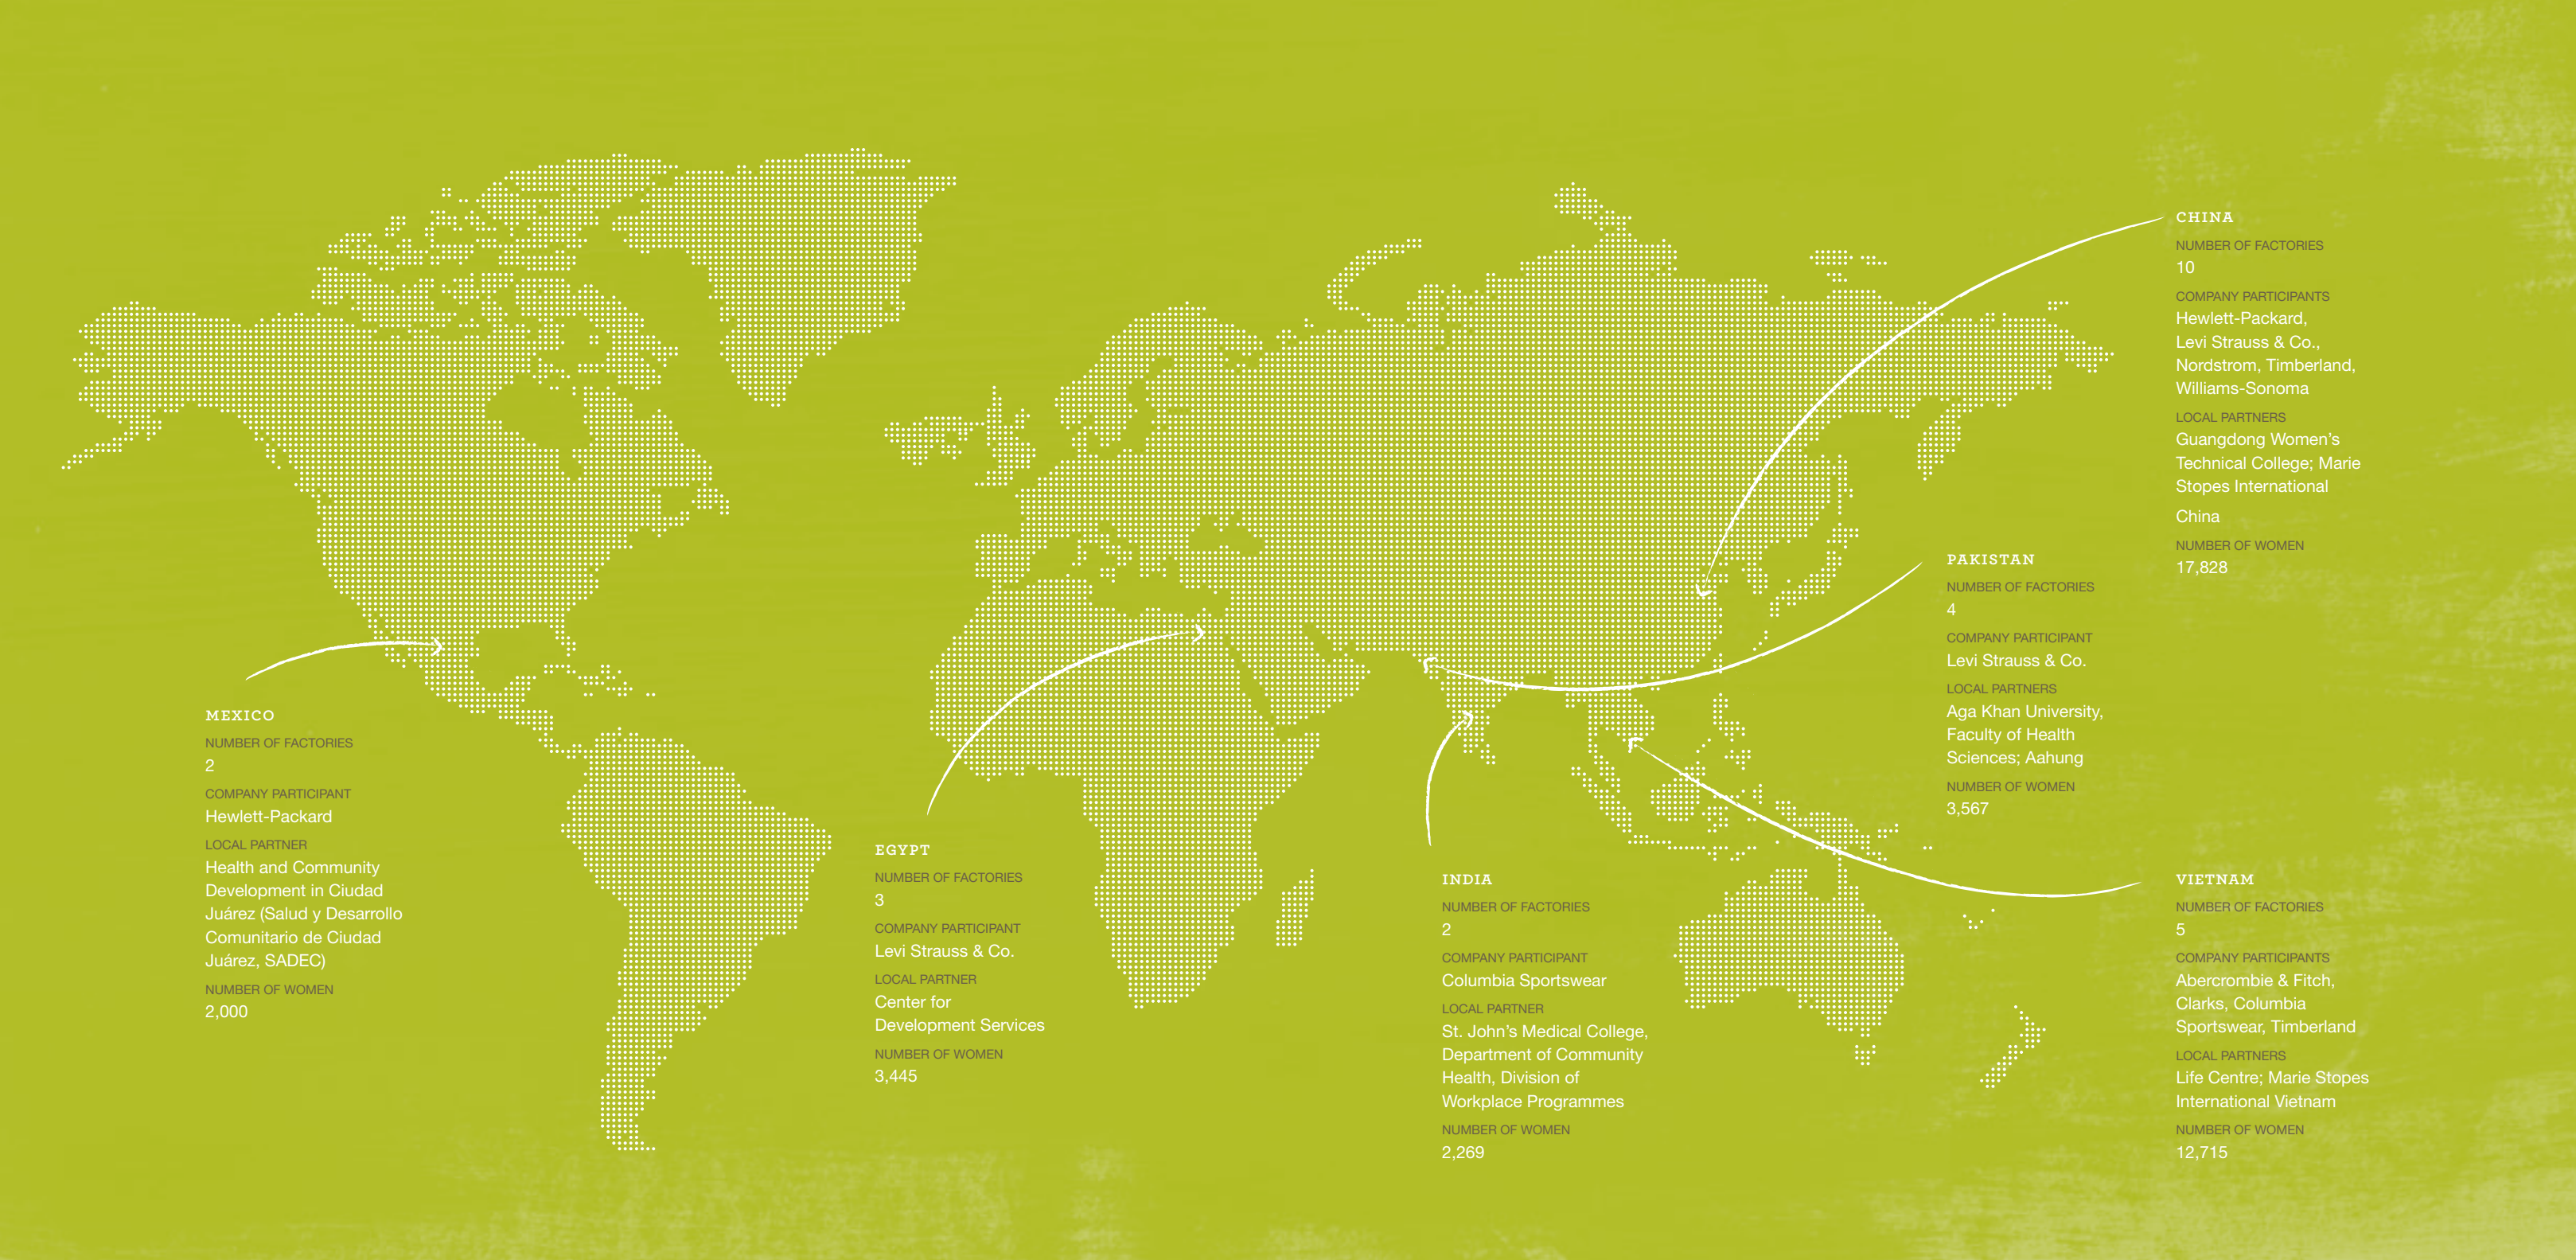 MEXICO
NUMBER OF FACTORIES
2
COMPANY PARTICIPANT
Hewlett-Packard
LOCAL PARTNER
Health and Community
Development in Ciudad
Juárez (Salud y Desarrollo
Comunitario de Ciudad
Juárez, SADEC)
NUMBER OF WOMEN
2,000
EGYPT
NUMBER OF FACTORIES
3
COMPANY PARTICIPANT
Levi Strauss & Co.
LOCAL PARTNER
Center for
Development Services
NUMBER OF WOMEN
3,445
INDIA
NUMBER OF FACTORIES
2
COMPANY PARTICIPANT
Columbia Sportswear
LOCAL PARTNER
St. John’s Medical College,
Department of Community
Health, Division of
Workplace Programmes
NUMBER OF WOMEN
2,269
PAKISTAN
NUMBER OF FACTORIES
4
COMPANY PARTICIPANT
Levi Strauss & Co.
LOCAL PARTNERS
Aga Khan University,
Faculty of Health
Sciences; Aahung
NUMBER OF WOMEN
3,567
CHINA
NUMBER OF FACTORIES
10
COMPANY PARTICIPANTS
Hewlett-Packard,
Levi Strauss & Co.,
Nordstrom, Timberland,
Williams-Sonoma
LOCAL PARTNERS
Guangdong Women’s
Technical College; Marie
Stopes International
China
NUMBER OF WOMEN
17,828
VIETNAM
NUMBER OF FACTORIES
5
COMPANY PARTICIPANTS
Abercrombie & Fitch,
Clarks, Columbia
Sportswear, Timberland
LOCAL PARTNERS
Life Centre; Marie Stopes
International Vietnam
NUMBER OF WOMEN
12,715